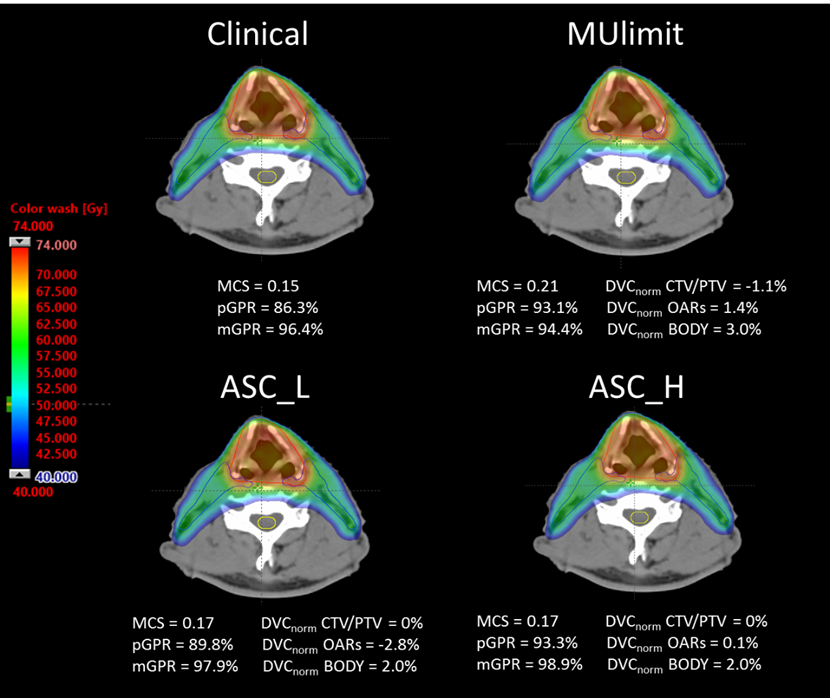 Clinical
MUlimit
MCS = 0.15
pGPR = 86.3%
mGPR = 96.4%
MCS = 0.21 DVCnorm CTV/PTV = -1.1%
pGPR = 93.1% DVCnorm OARs = 1.4%
mGPR = 94.4% DVCnorm BODY = 3.0%
Color wash [Gy]
74.000
74.000
70.000
67.500
65.000
62.500
60.000
57.500
55.000
52.500
50.000
47.500
45.000
42.500
40.000
40.000
ASC_L
ASC_H
MCS = 0.17 DVCnorm CTV/PTV = 0%
pGPR = 89.8% DVCnorm OARs = -2.8%
mGPR = 97.9% DVCnorm BODY = 2.0%
MCS = 0.17 DVCnorm CTV/PTV = 0%
pGPR = 93.3% DVCnorm OARs = 0.1%
mGPR = 98.9% DVCnorm BODY = 2.0%